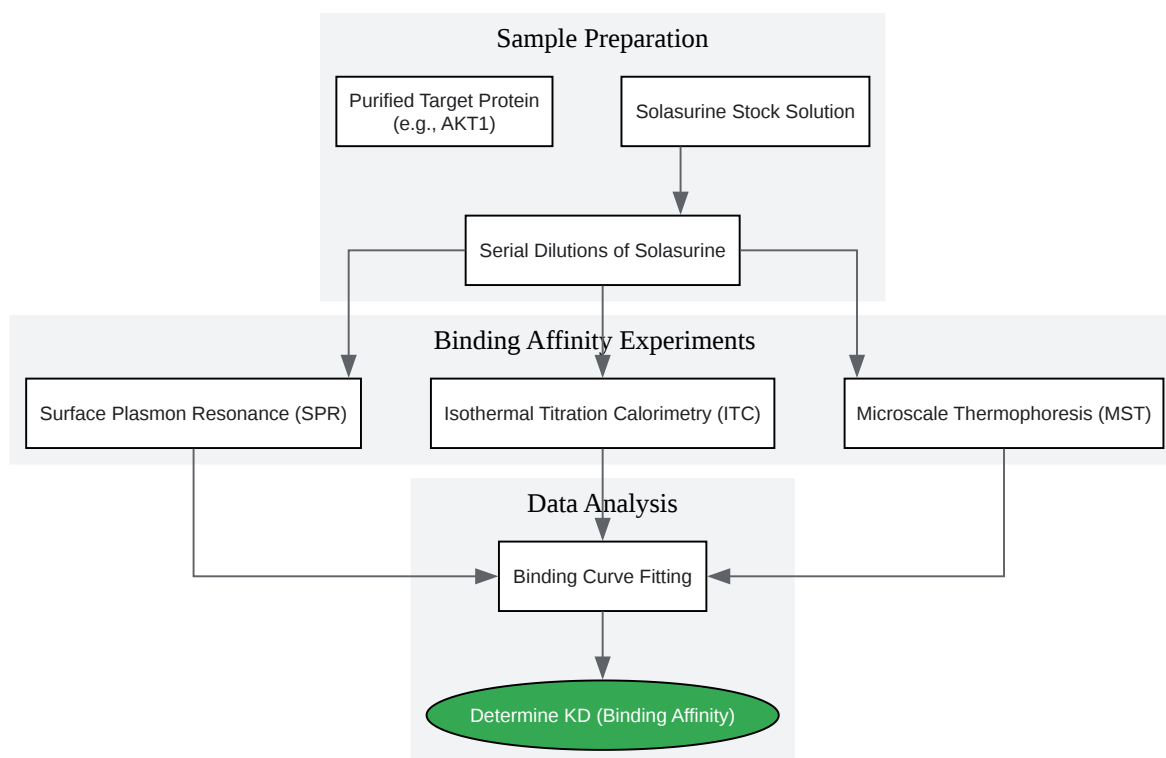 Sample Preparation
Purified Target Protein
(e.g., AKT1)
Solasurine Stock Solution
Serial Dilutions of Solasurine
Binding Affinity Experiments
Surface Plasmon Resonance (SPR)
Isothermal Titration Calorimetry (ITC)
Microscale Thermophoresis (MST)
Data Analysis
Binding Curve Fitting
Determine KD (Binding Affinity)